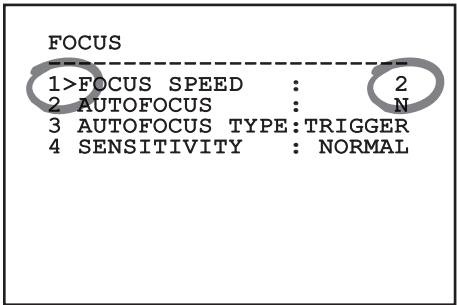 FOCUS
------------------------
1>FOCUS SPEED : 2
2 AUTOFOCUS : N
3 AUTOFOCUS TYPE:TRIGGER
4 SENSITIVITY : NORMAL